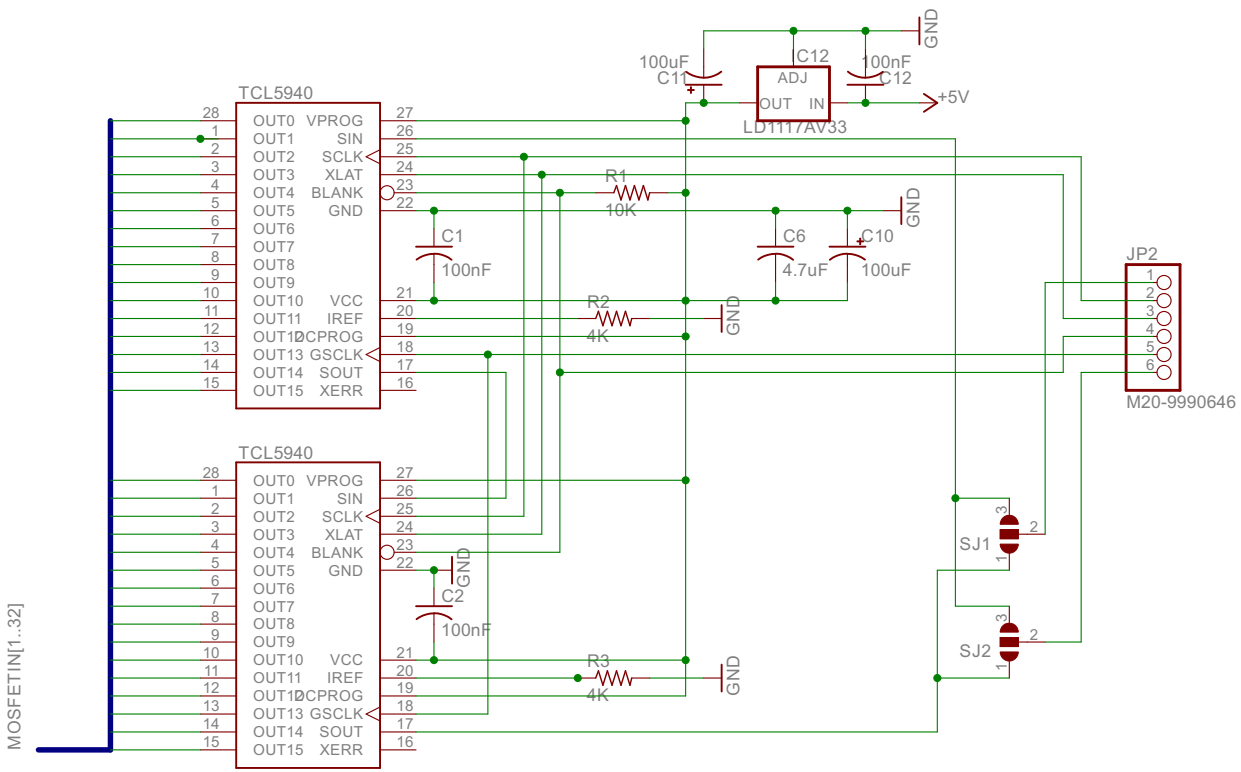 GND
100uF
C11
IC12
ADJ
OUT IN
LD1117AV33
100nF
C12
+5V
TCL5940
28 OUT0 VPROG 27
1 OUT1 SIN 26
2 OUT2 SCLK 25
3 OUT3 XLAT 24
4 OUT4 BLANK 23
5 OUT5 GND 22
6 OUT6
7 OUT7
8 OUT8
9 OUT9
10 OUT10 VCC 21
11 OUT11 IREF 20
12 OUT12 DCPROG 19
13 OUT13 GSCLK 18
14 OUT14 SOUT 17
15 OUT15 XERR 16
R1
10K
GND
C1
100nF
C6
4.7uF
C10
100uF
R2
4K
GND
JP2
1
2
3
4
5
6
M20-9990646
TCL5940
28 OUT0 VPROG 27
1 OUT1 SIN 26
2 OUT2 SCLK 25
3 OUT3 XLAT 24
4 OUT4 BLANK 23
5 OUT5 GND 22
6 OUT6
7 OUT7
8 OUT8
9 OUT9
10 OUT10 VCC 21
11 OUT11 IREF 20
12 OUT12 DCPROG 19
13 OUT13 GSCLK 18
14 OUT14 SOUT 17
15 OUT15 XERR 16
GND
C2
100nF
R3
4K
GND
SJ1
3
2
1
SJ2
3
2
1
MOSFETIN[1..32]